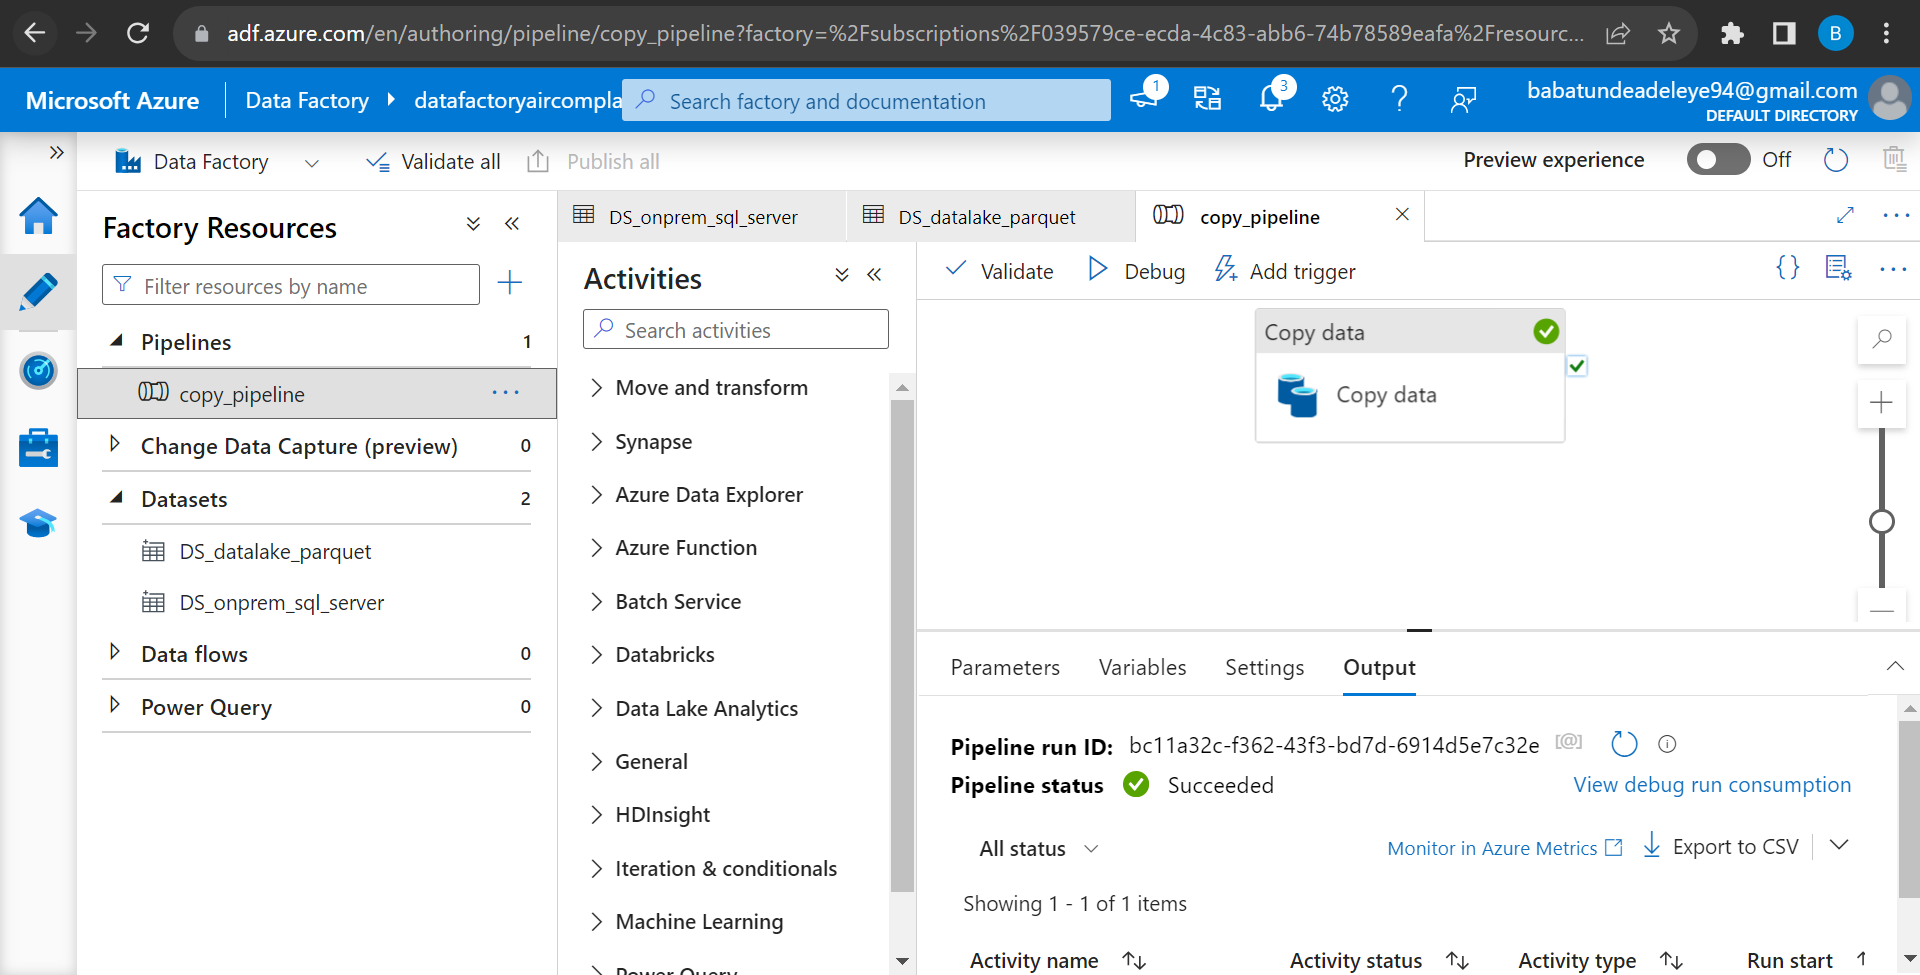 adf.azure.com/en/authoring/pipeline/copy_pipeline?factory=%2Fsubscriptions%2F039579ce-ecda-4c83-abb6-74b78589eafa%2Fresourc...
B
Microsoft Azure
Data Factory
datafactoryaircompla
Search factory and documentation
1
3
babatundeadeleye94@gmail.com
DEFAULT DIRECTORY
Data Factory
Validate all
Publish all
Preview experience
Off
Factory Resources
Filter resources by name
Pipelines 1
copy_pipeline
Change Data Capture (preview) 0
Datasets 2
DS_datalake_parquet
DS_onprem_sql_server
Data flows 0
Power Query 0
DS_onprem_sql_server
DS_datalake_parquet
copy_pipeline
Activities
Search activities
Move and transform
Synapse
Azure Data Explorer
Azure Function
Batch Service
Databricks
Data Lake Analytics
General
HDInsight
Iteration & conditionals
Machine Learning
Power Query
Validate
Debug
Add trigger
{}
Copy data
Copy data
Parameters
Variables
Settings
Output
Pipeline run ID: bc11a32c-f362-43f3-bd7d-6914d5e7c32e
Pipeline status Succeeded
View debug run consumption
All status
Monitor in Azure Metrics
Export to CSV
Showing 1 - 1 of 1 items
Activity name
Activity status
Activity type
Run start